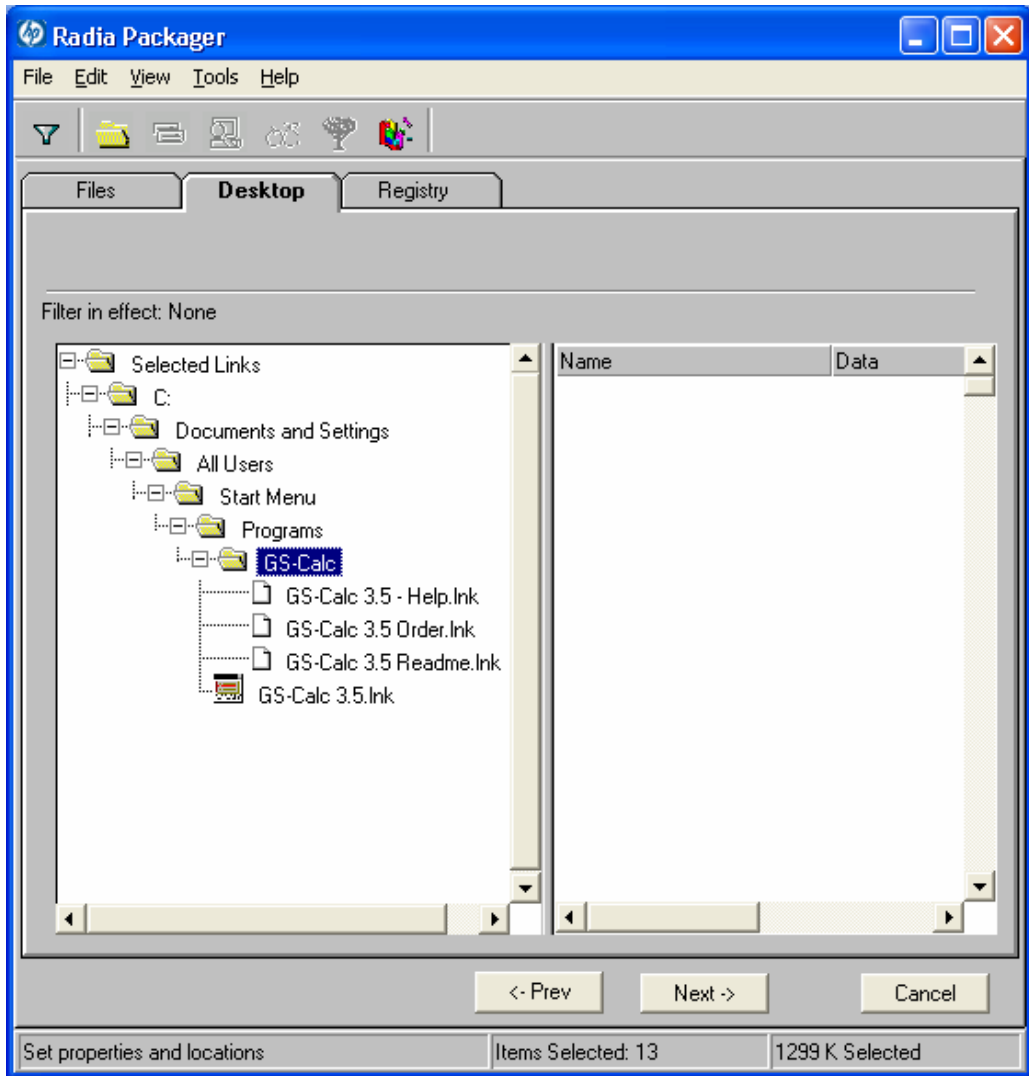 Radia Packager
File Edit View Tools Help
Files Desktop Registry
Filter in effect: None
Selected Links
C:
Documents and Settings
All Users
Start Menu
Programs
GS-Calc
GS-Calc 3.5 - Help.lnk
GS-Calc 3.5 Order.lnk
GS-Calc 3.5 Readme.lnk
GS-Calc 3.5.lnk
Name Data
<- Prev Next -> Cancel
Set properties and locations Items Selected: 13 1299 K Selected